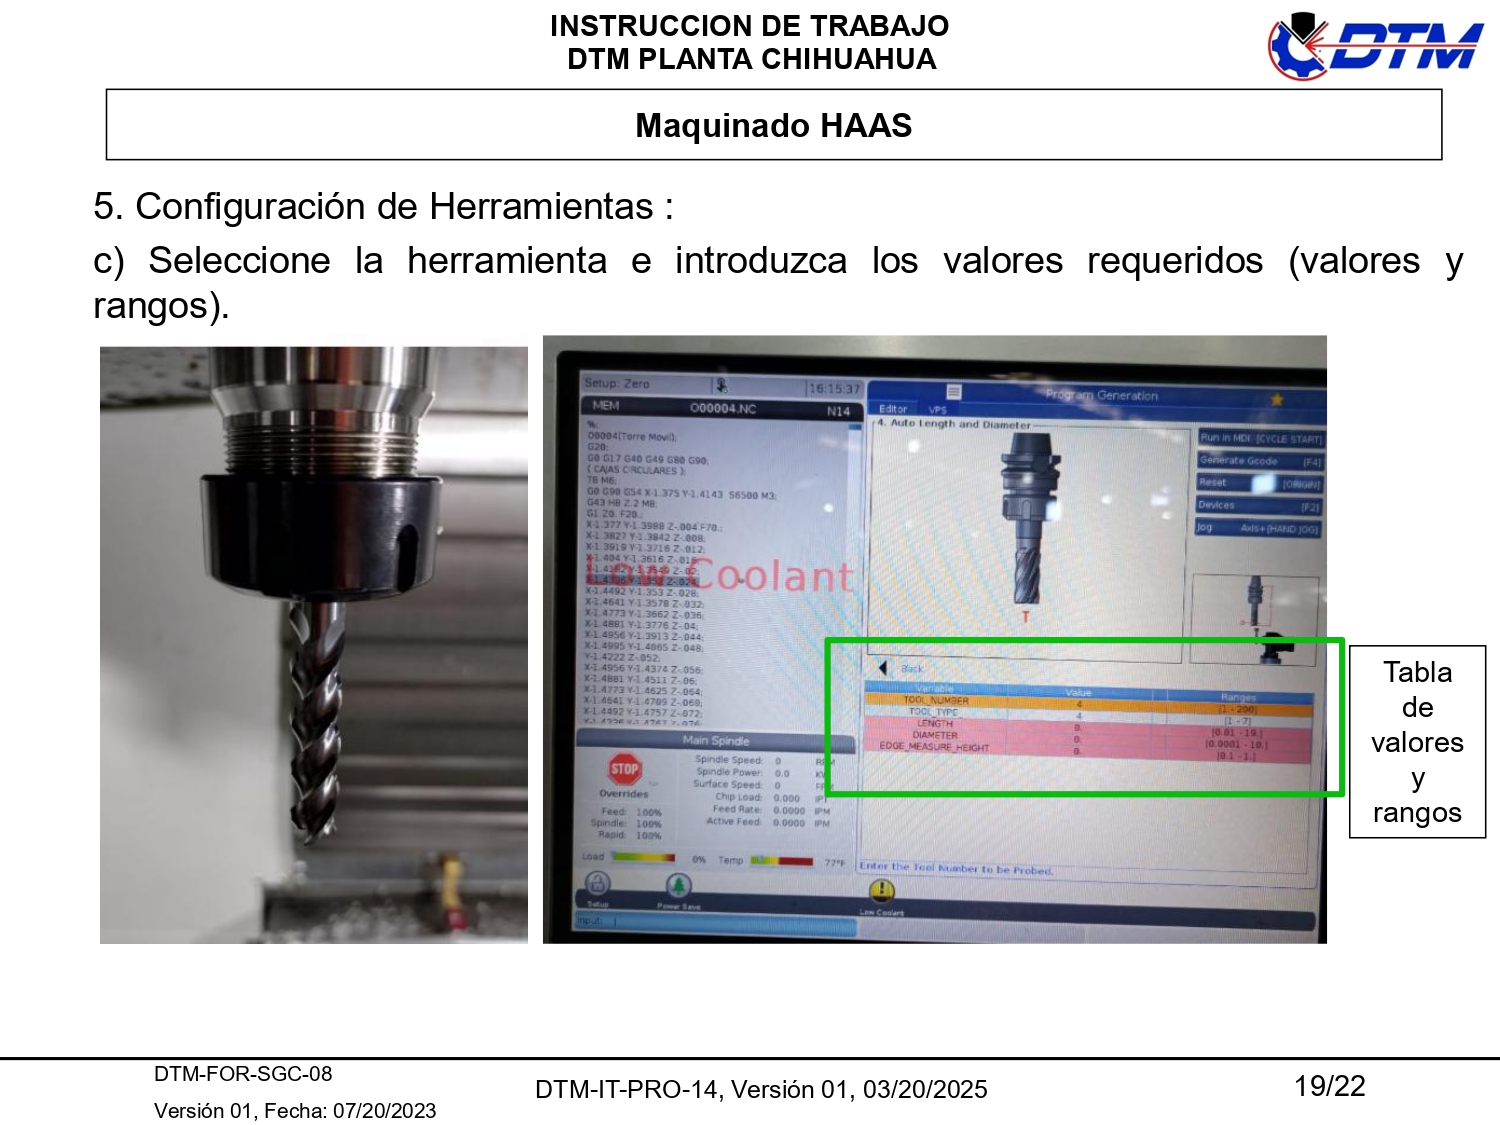 INSTRUCCION DE TRABAJO
DTM PLANTA CHIHUAHUA
DTM
Maquinado HAAS
5. Configuración de Herramientas :
c) Seleccione la herramienta e introduzca los valores requeridos (valores y
rangos).
Setup: Zero
16:15:37
MEM O00004.NC N14
%;
O0004(Torre Movil);
G20;
G0 G17 G40 G49 G80 G90;
( CAJAS CIRCULARES );
T8 M6;
G0 G90 G54 X-1.375 Y-1.4143 S6500 M3;
G43 H8 Z.2 M8;
G1 Z0. F20.;
X-1.377 Y-1.3988 Z-.004 F70.;
X-1.3827 Y-1.3842 Z-.008;
X-1.3919 Y-1.3716 Z-.012;
X-1.404 Y-1.3616 Z-.016;
Low Coolant
X-1.4492 Y-1.353 Z-.028;
X-1.4641 Y-1.3578 Z-.032;
X-1.4773 Y-1.3662 Z-.036;
X-1.4881 Y-1.3776 Z-.04;
X-1.4956 Y-1.3913 Z-.044;
X-1.4995 Y-1.4065 Z-.048;
Y-1.4222 Z-.052;
X-1.4956 Y-1.4374 Z-.056;
X-1.4881 Y-1.4511 Z-.06;
X-1.4773 Y-1.4625 Z-.064;
X-1.4641 Y-1.4709 Z-.068;
X-1.4492 Y-1.4757 Z-.072;
Program Generation
Editor VPS
4. Auto Length and Diameter
T
Run in MDI [CYCLE START]
Generate Gcode [F4]
Reset [ORIGIN]
Devices [F2]
Jog Axis+[HAND JOG]
Back
Variable Value Ranges
TOOL_NUMBER 4 [1 - 200]
TOOL_TYPE 4 [1 - 7]
LENGTH 0. [0.01 - 19.]
DIAMETER 0. [0.0001 - 10.]
EDGE_MEASURE_HEIGHT 0. [0.1 - 1.]
Enter the Tool Number to be Probed.
Main Spindle
STOP
Overrides
Feed: 100%
Spindle: 100%
Rapid: 100%
Spindle Speed: 0 RPM
Spindle Power: 0.0
Surface Speed: 0
Chip Load: 0.000 IPT
Feed Rate: 0.0000 IPM
Active Feed: 0.0000 IPM
Load 0% Temp 77°F
Setup
Power Save
Low Coolant
Input:
Tabla
de
valores
y
rangos
DTM-FOR-SGC-08
Versión 01, Fecha: 07/20/2023
DTM-IT-PRO-14, Versión 01, 03/20/2025
19/22